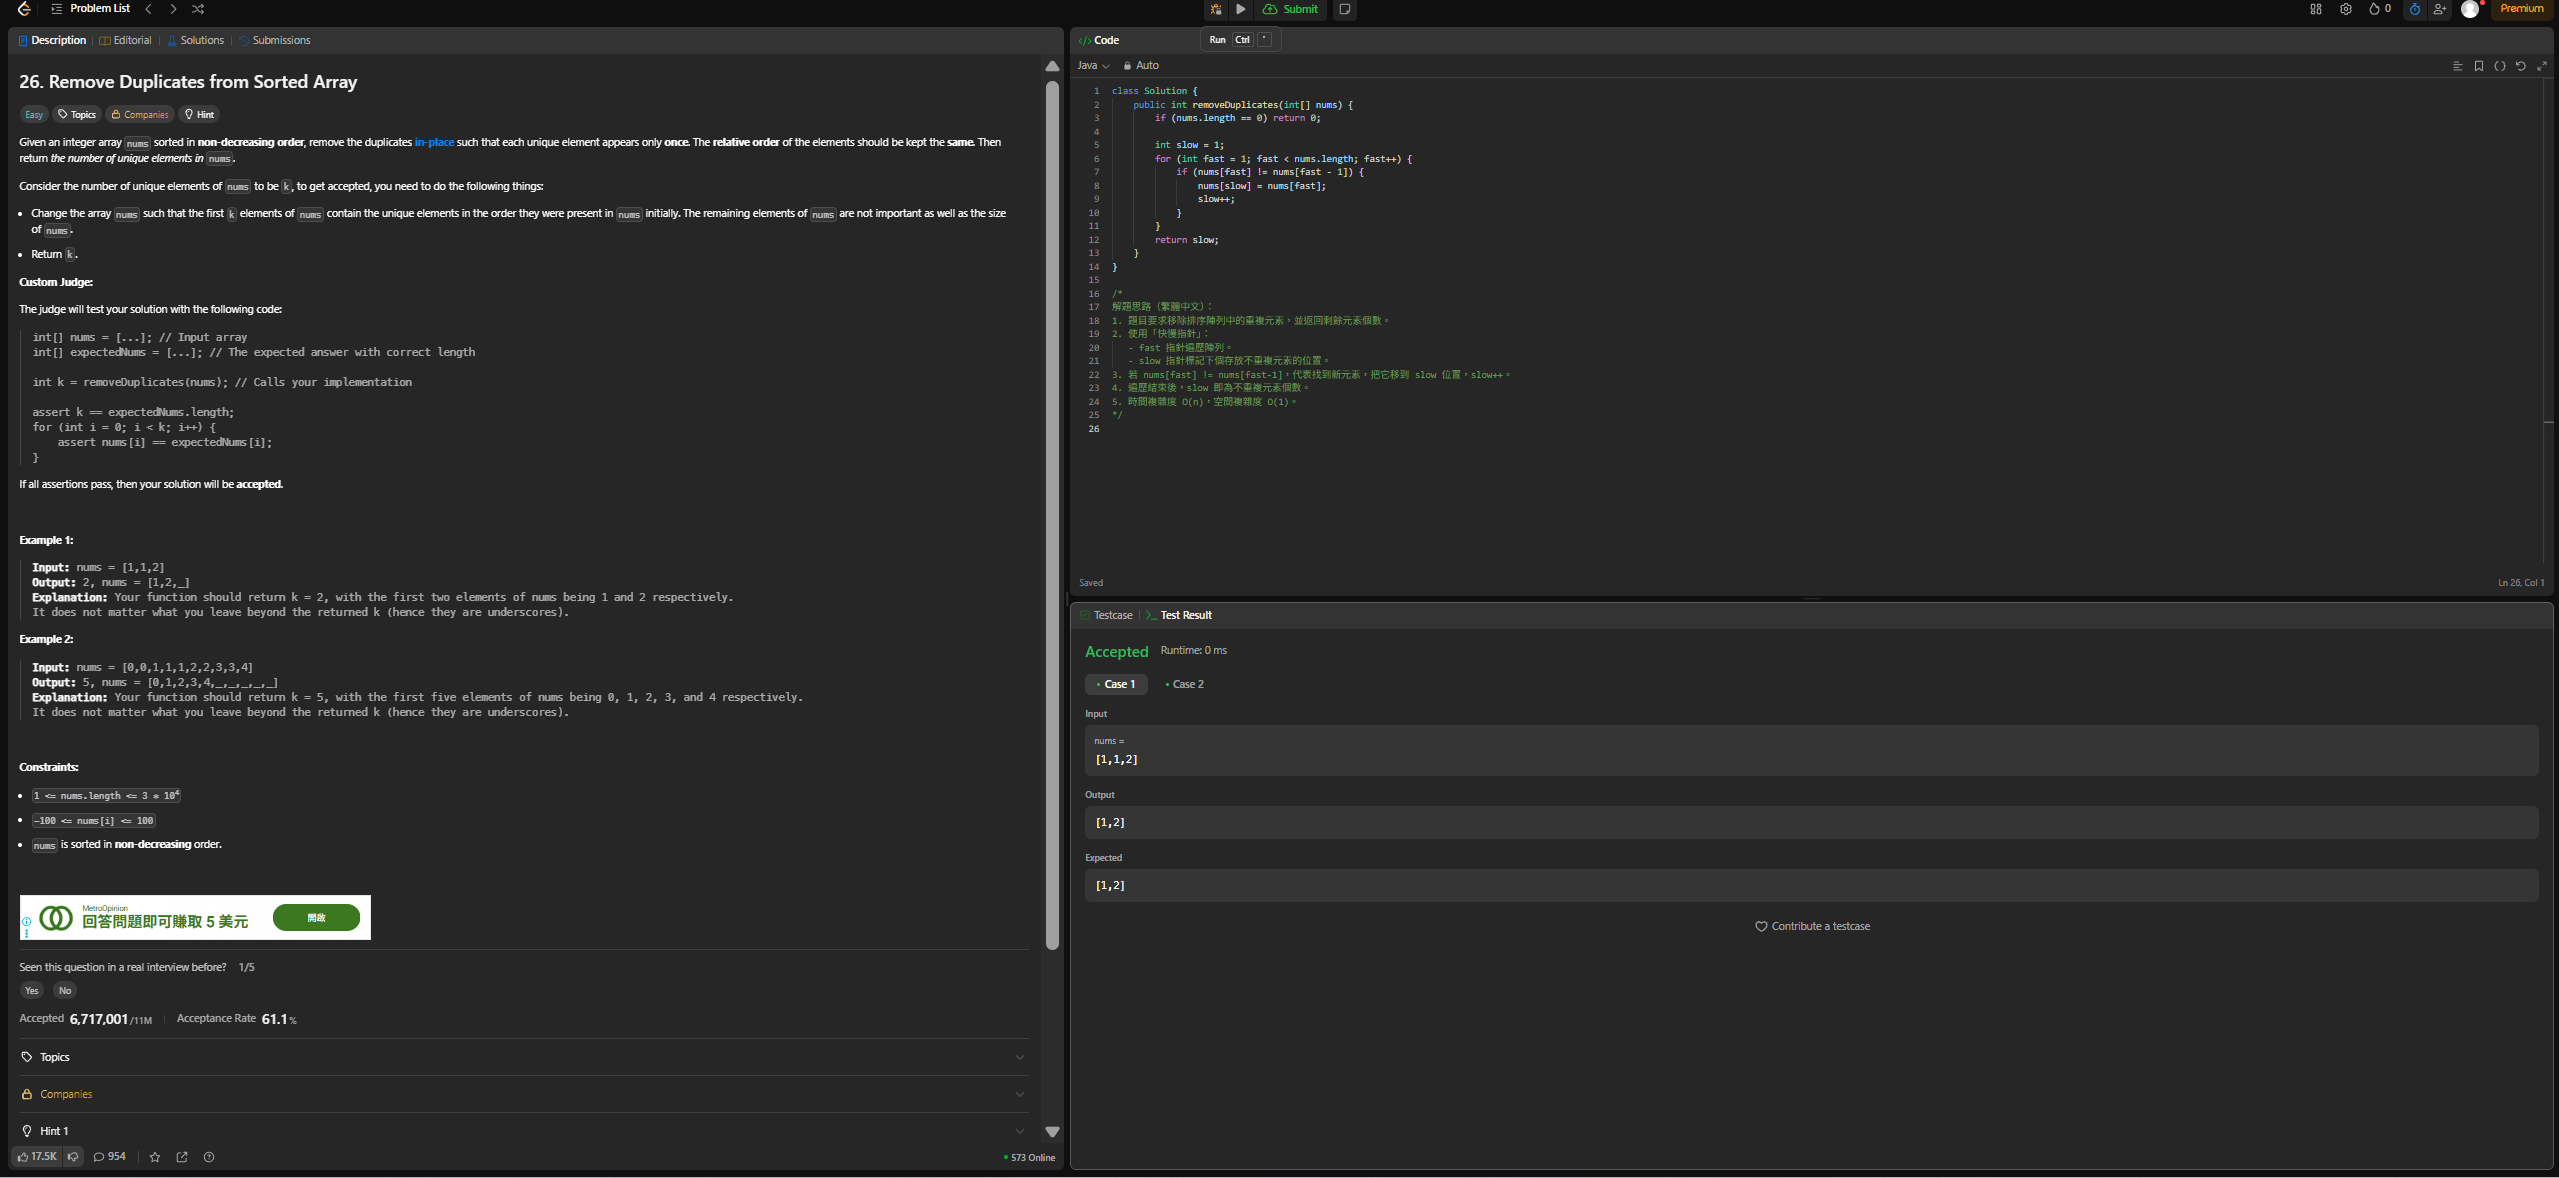 Problem List
Submit
0
Premium
Description
Editorial
Solutions
Submissions
26. Remove Duplicates from Sorted Array
Easy
Topics
Companies
Hint
Given an integer array nums sorted in non-decreasing order, remove the duplicates in-place such that each unique element appears only once. The relative order of the elements should be kept the same. Then
return the number of unique elements in nums.
Consider the number of unique elements of nums to be k, to get accepted, you need to do the following things:
• Change the array nums such that the first k elements of nums contain the unique elements in the order they were present in nums initially. The remaining elements of nums are not important as well as the size
of nums.
• Return k.
Custom Judge:
The judge will test your solution with the following code:
int[] nums = [...]; // Input array
int[] expectedNums = [...]; // The expected answer with correct length
int k = removeDuplicates(nums); // Calls your implementation
assert k == expectedNums.length;
for (int i = 0; i < k; i++) {
    assert nums[i] == expectedNums[i];
}
If all assertions pass, then your solution will be accepted.
Example 1:
Input: nums = [1,1,2]
Output: 2, nums = [1,2,_]
Explanation: Your function should return k = 2, with the first two elements of nums being 1 and 2 respectively.
It does not matter what you leave beyond the returned k (hence they are underscores).
Example 2:
Input: nums = [0,0,1,1,1,2,2,3,3,4]
Output: 5, nums = [0,1,2,3,4,_,_,_,_,_]
Explanation: Your function should return k = 5, with the first five elements of nums being 0, 1, 2, 3, and 4 respectively.
It does not matter what you leave beyond the returned k (hence they are underscores).
Constraints:
• 1 <= nums.length <= 3 * 10⁴
• -100 <= nums[i] <= 100
• nums is sorted in non-decreasing order.
MetroOpinion
回答問題即可賺取 5 美元
開啟
Seen this question in a real interview before? 1/5
Yes
No
Accepted 6,717,001/11M
Acceptance Rate 61.1%
Topics
Companies
Hint 1
17.5K
954
573 Online
</> Code
Run Ctrl '
Java
Auto
1 class Solution {
2     public int removeDuplicates(int[] nums) {
3         if (nums.length == 0) return 0;
4
5         int slow = 1;
6         for (int fast = 1; fast < nums.length; fast++) {
7             if (nums[fast] != nums[fast - 1]) {
8                 nums[slow] = nums[fast];
9                 slow++;
10             }
11         }
12         return slow;
13     }
14 }
15
16 /*
17 解題思路（繁體中文）：
18 1. 題目要求移除排序陣列中的重複元素，並返回剩餘元素個數。
19 2. 使用「快慢指針」：
20    - fast 指針遍歷陣列。
21    - slow 指針標記下個存放不重複元素的位置。
22 3. 若 nums[fast] != nums[fast-1]，代表找到新元素，把它移到 slow 位置，slow++。
23 4. 遍歷結束後，slow 即為不重複元素個數。
24 5. 時間複雜度 O(n)，空間複雜度 O(1)。
25 */
26
Saved
Ln 26, Col 1
Testcase
Test Result
Accepted
Runtime: 0 ms
• Case 1
• Case 2
Input
nums =
[1,1,2]
Output
[1,2]
Expected
[1,2]
Contribute a testcase